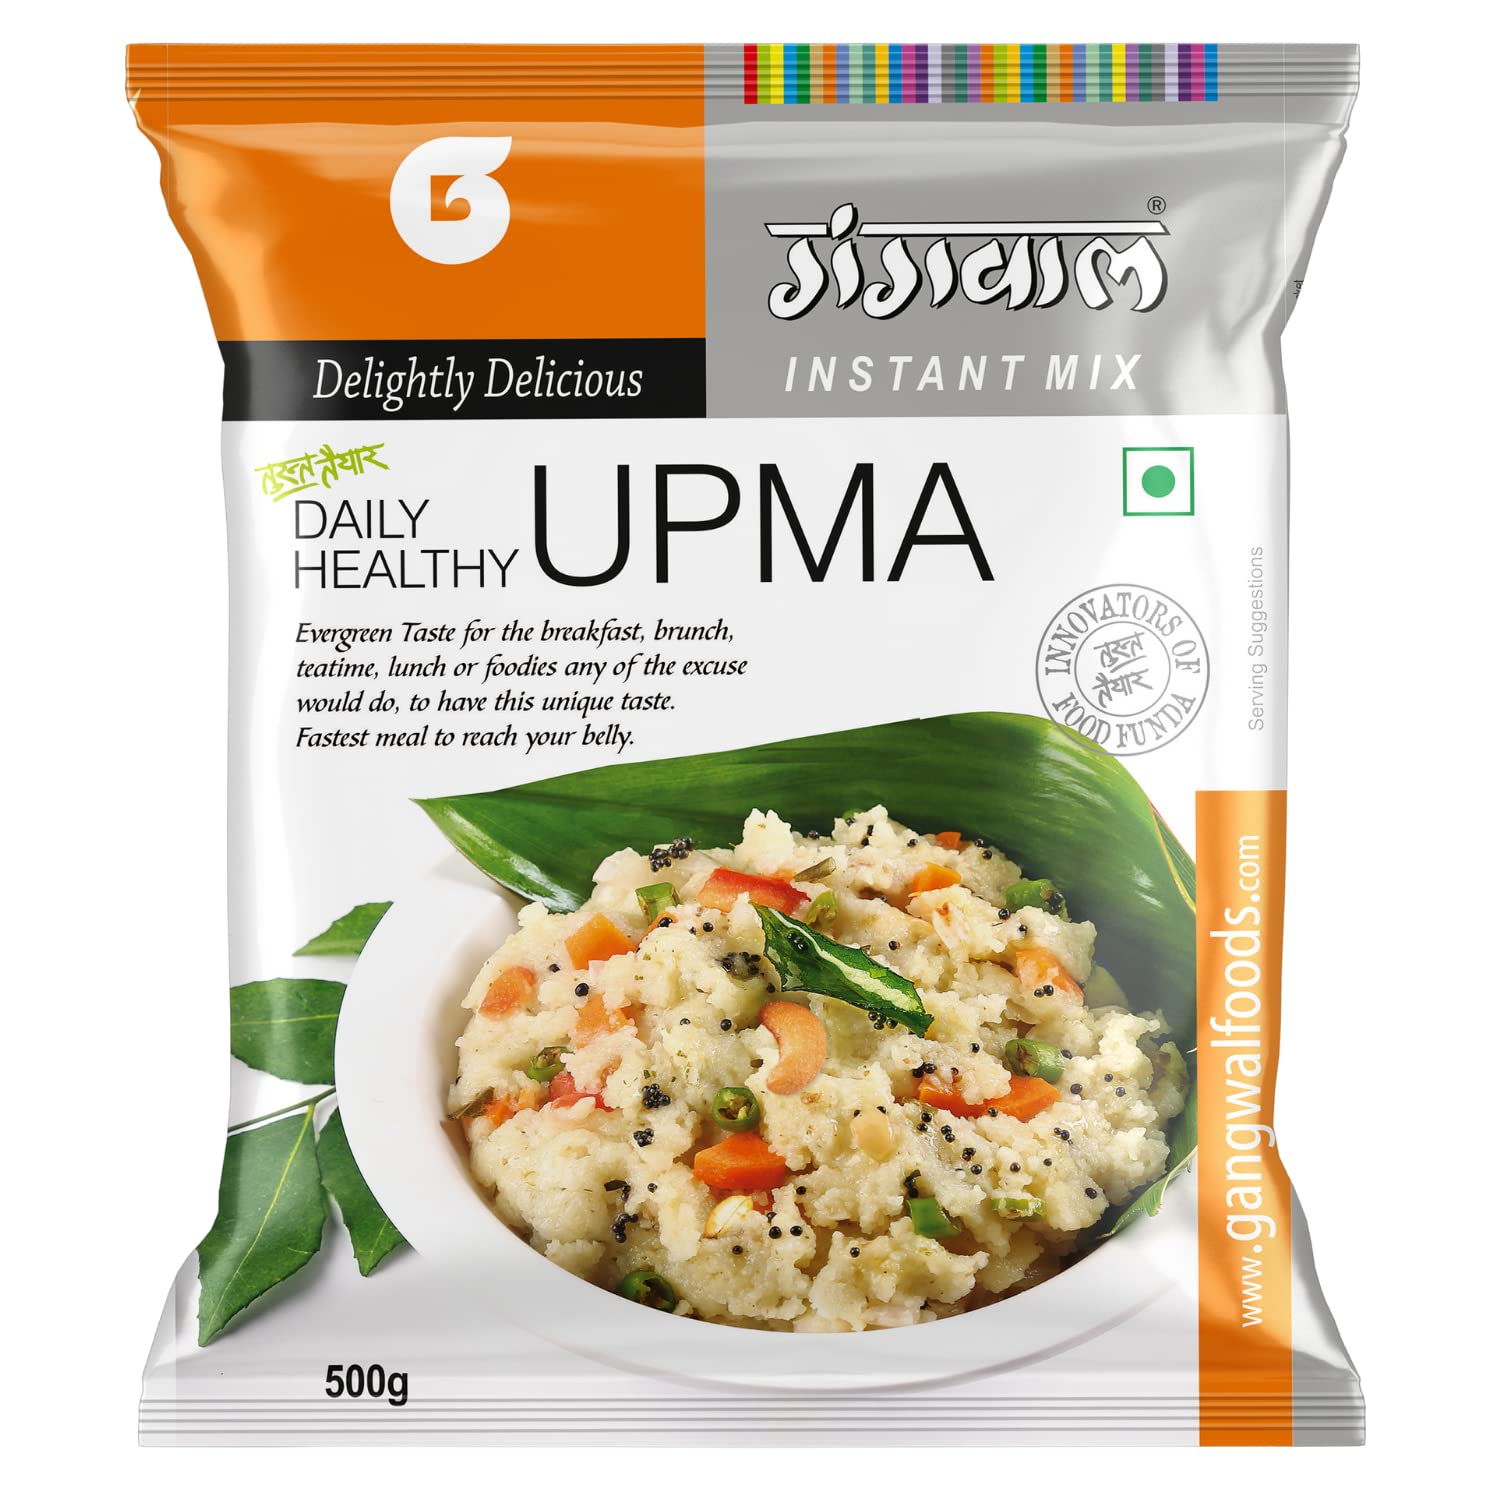 गंगवाल ®
INSTANT MIX
Delightly Delicious
तुरन्त तैयार
DAILY
HEALTHY
UPMA
Evergreen Taste for the breakfast, brunch,
teatime, lunch or foodies any of the excuse
would do, to have this unique taste.
Fastest meal to reach your belly.
INNOVATORS OF
FOOD FUNDA
तुरन्त
तैयार
Serving Suggestions
www.gangwalfoods.com
500g